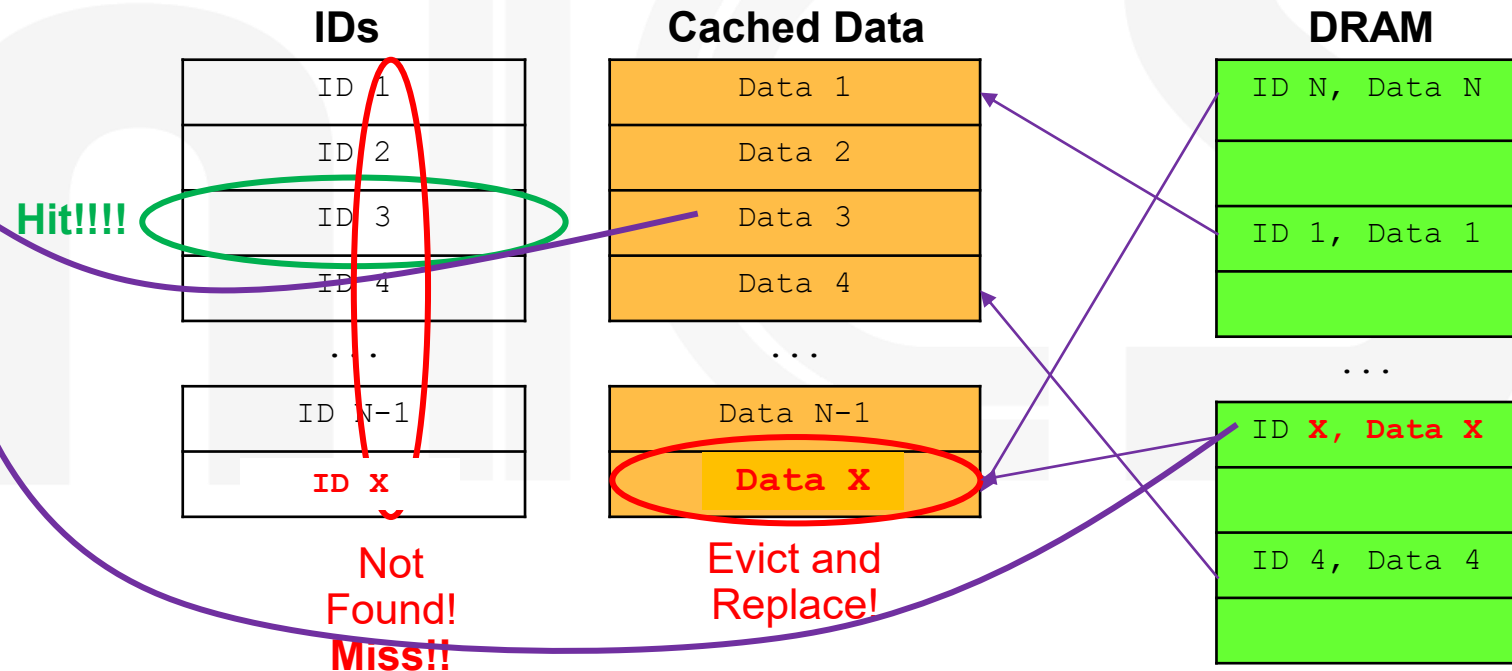 IDs
Cached Data
DRAM
ID 1
Data 1
ID N, Data N
ID 2
Data 2
Hit!!!!
ID 3
Data 3
ID 1, Data 1
ID 4
Data 4
...
...
...
ID N-1
Data N-1
ID X, Data X
ID X
Data X
Not
Found!
Miss!!
Evict and
Replace!
ID 4, Data 4